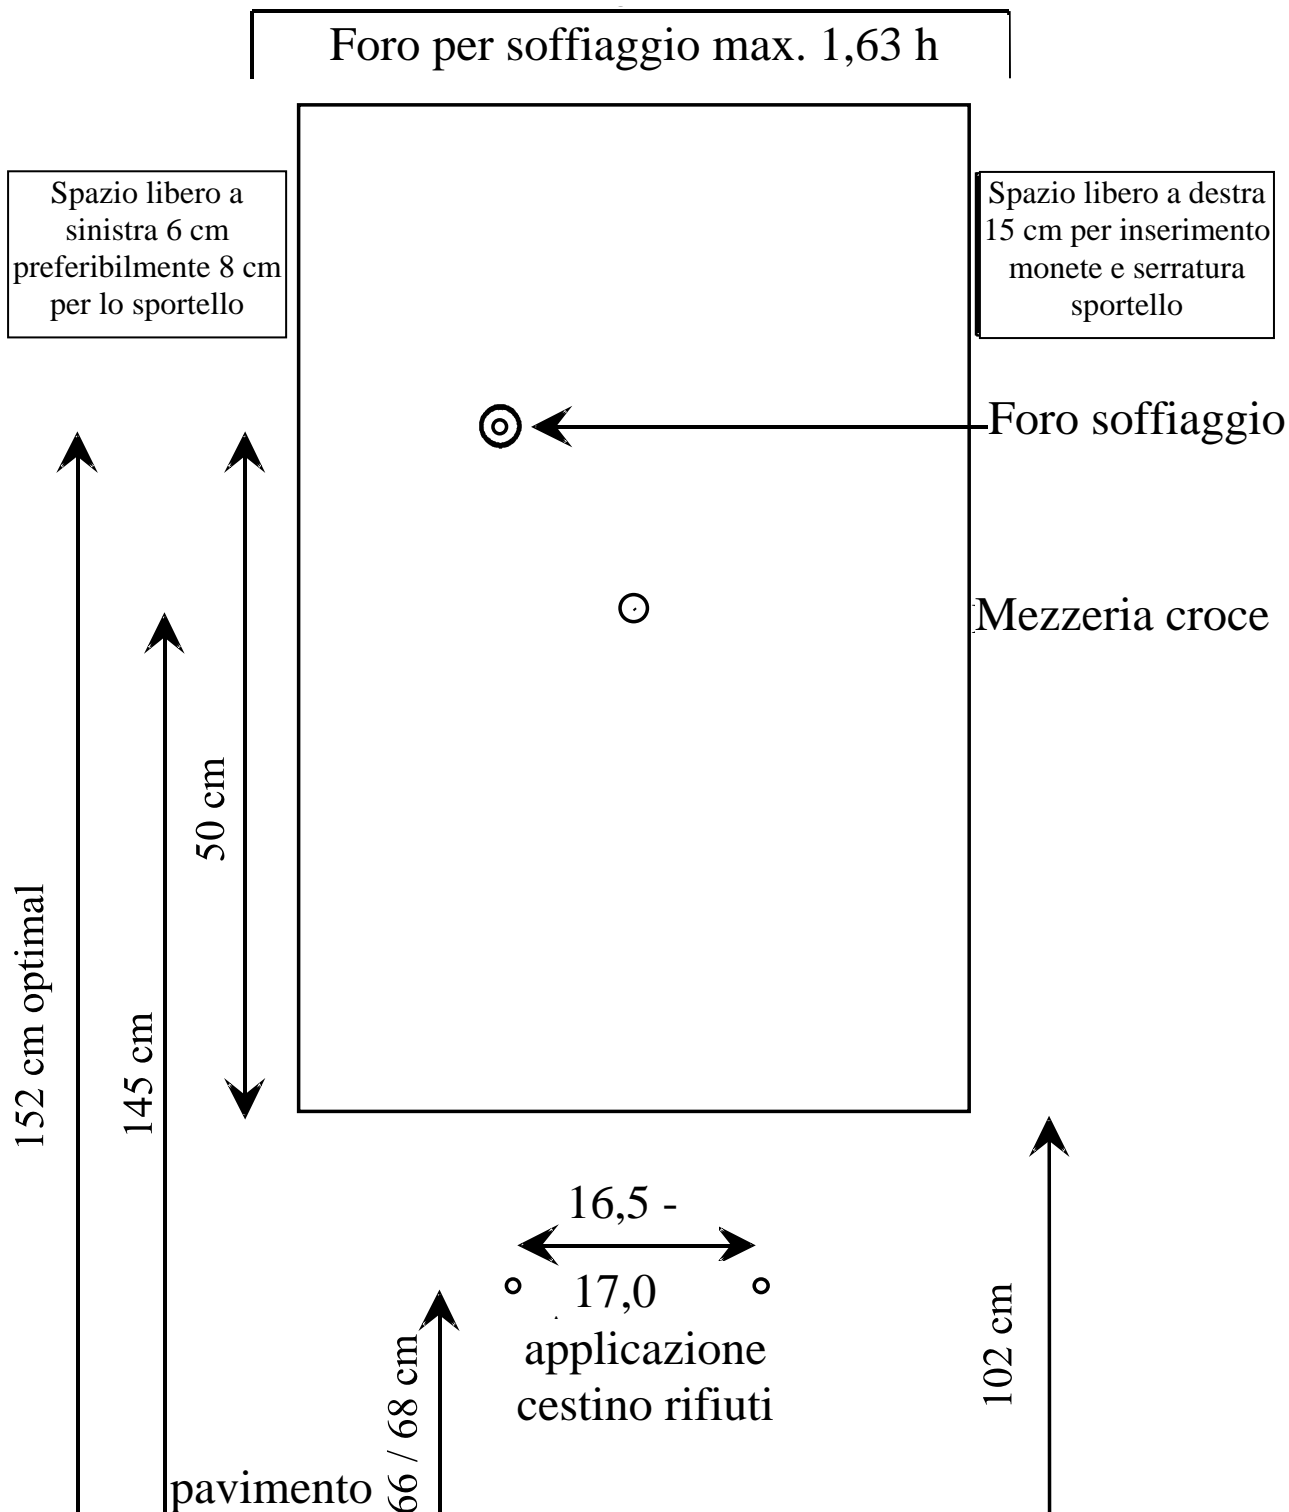 Foro per soffiaggio max. 1,63 h
Spazio libero a
sinistra 6 cm
preferibilmente 8 cm
per lo sportello
Spazio libero a destra
15 cm per inserimento
monete e serratura
sportello
Foro soffiaggio
Mezzeria croce
50 cm
152 cm optimal
145 cm
16,5 -
17,0
applicazione
cestino rifiuti
102 cm
66 / 68 cm
pavimento